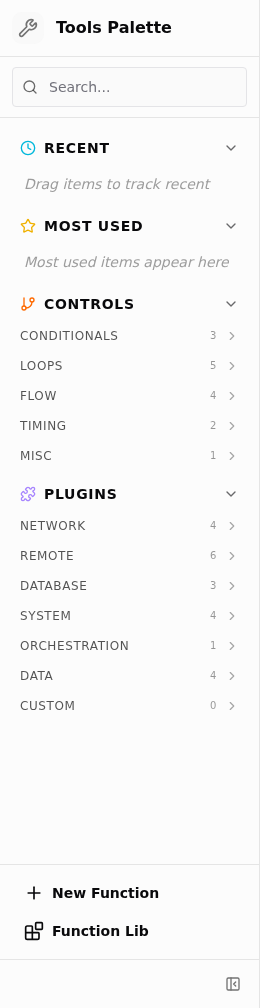 Tools Palette
Search...
RECENT
Drag items to track recent
MOST USED
Most used items appear here
CONTROLS
CONDITIONALS 3
LOOPS 5
FLOW 4
TIMING 2
MISC 1
PLUGINS
NETWORK 4
REMOTE 6
DATABASE 3
SYSTEM 4
ORCHESTRATION 1
DATA 4
CUSTOM 0
New Function
Function Lib